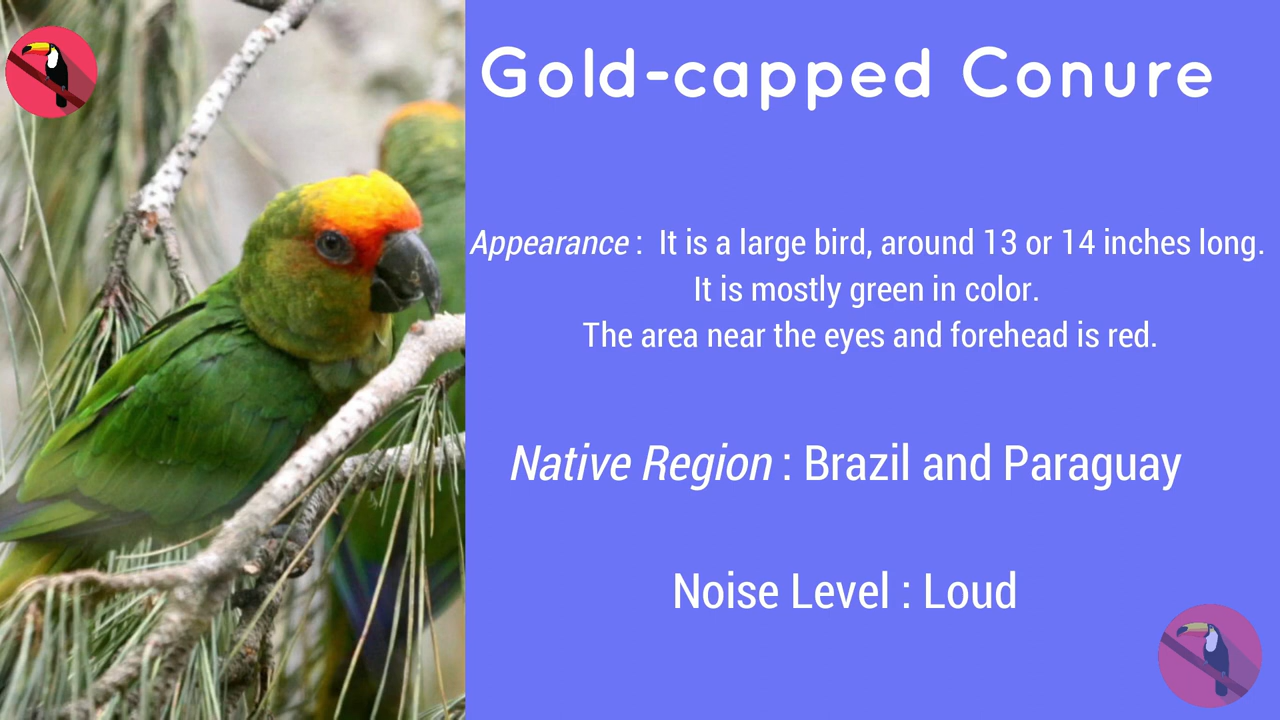 Gold-capped Conure
Appearance : It is a large bird, around 13 or 14 inches long.
It is mostly green in color.
The area near the eyes and forehead is red.
Native Region : Brazil and Paraguay
Noise Level : Loud